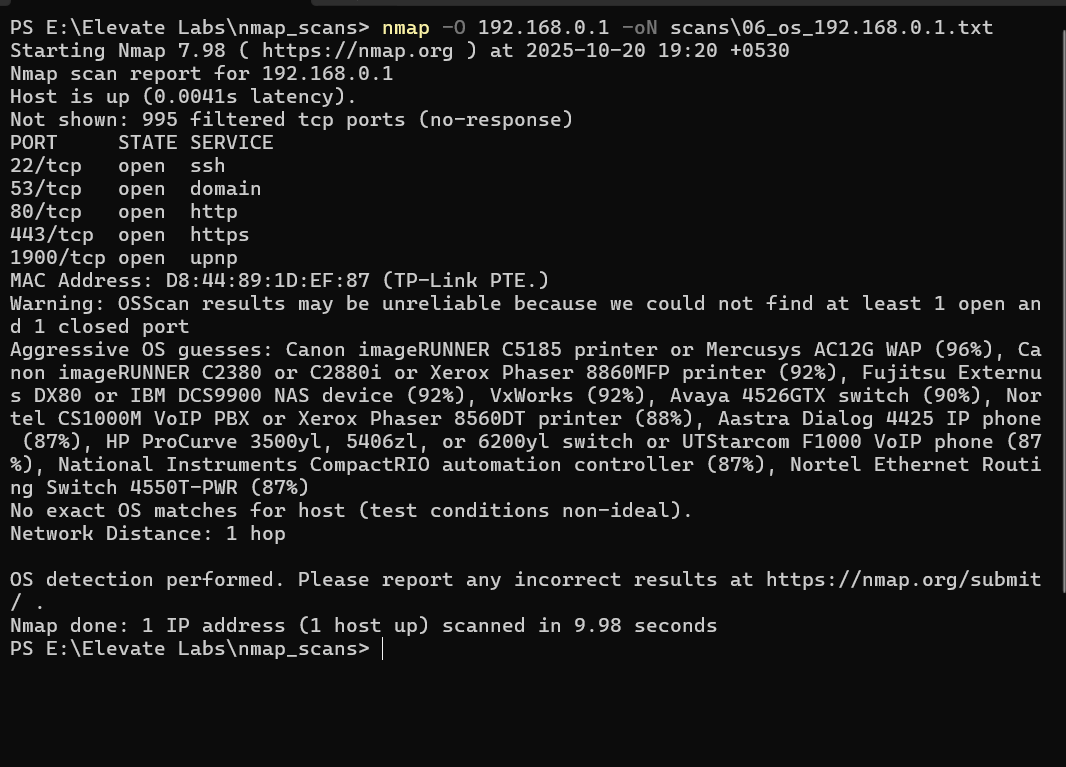 PS E:\Elevate Labs\nmap_scans> nmap -O 192.168.0.1 -oN scans\06_os_192.168.0.1.txt
Starting Nmap 7.98 ( https://nmap.org ) at 2025-10-20 19:20 +0530
Nmap scan report for 192.168.0.1
Host is up (0.0041s latency).
Not shown: 995 filtered tcp ports (no-response)
PORT     STATE SERVICE
22/tcp   open  ssh
53/tcp   open  domain
80/tcp   open  http
443/tcp  open  https
1900/tcp open  upnp
MAC Address: D8:44:89:1D:EF:87 (TP-Link PTE.)
Warning: OSScan results may be unreliable because we could not find at least 1 open an
d 1 closed port
Aggressive OS guesses: Canon imageRUNNER C5185 printer or Mercusys AC12G WAP (96%), Ca
non imageRUNNER C2380 or C2880i or Xerox Phaser 8860MFP printer (92%), Fujitsu Externu
s DX80 or IBM DCS9900 NAS device (92%), VxWorks (92%), Avaya 4526GTX switch (90%), Nor
tel CS1000M VoIP PBX or Xerox Phaser 8560DT printer (88%), Aastra Dialog 4425 IP phone
 (87%), HP ProCurve 3500yl, 5406zl, or 6200yl switch or UTStarcom F1000 VoIP phone (87
%), National Instruments CompactRIO automation controller (87%), Nortel Ethernet Routi
ng Switch 4550T-PWR (87%)
No exact OS matches for host (test conditions non-ideal).
Network Distance: 1 hop

OS detection performed. Please report any incorrect results at https://nmap.org/submit
/ .
Nmap done: 1 IP address (1 host up) scanned in 9.98 seconds
PS E:\Elevate Labs\nmap_scans>